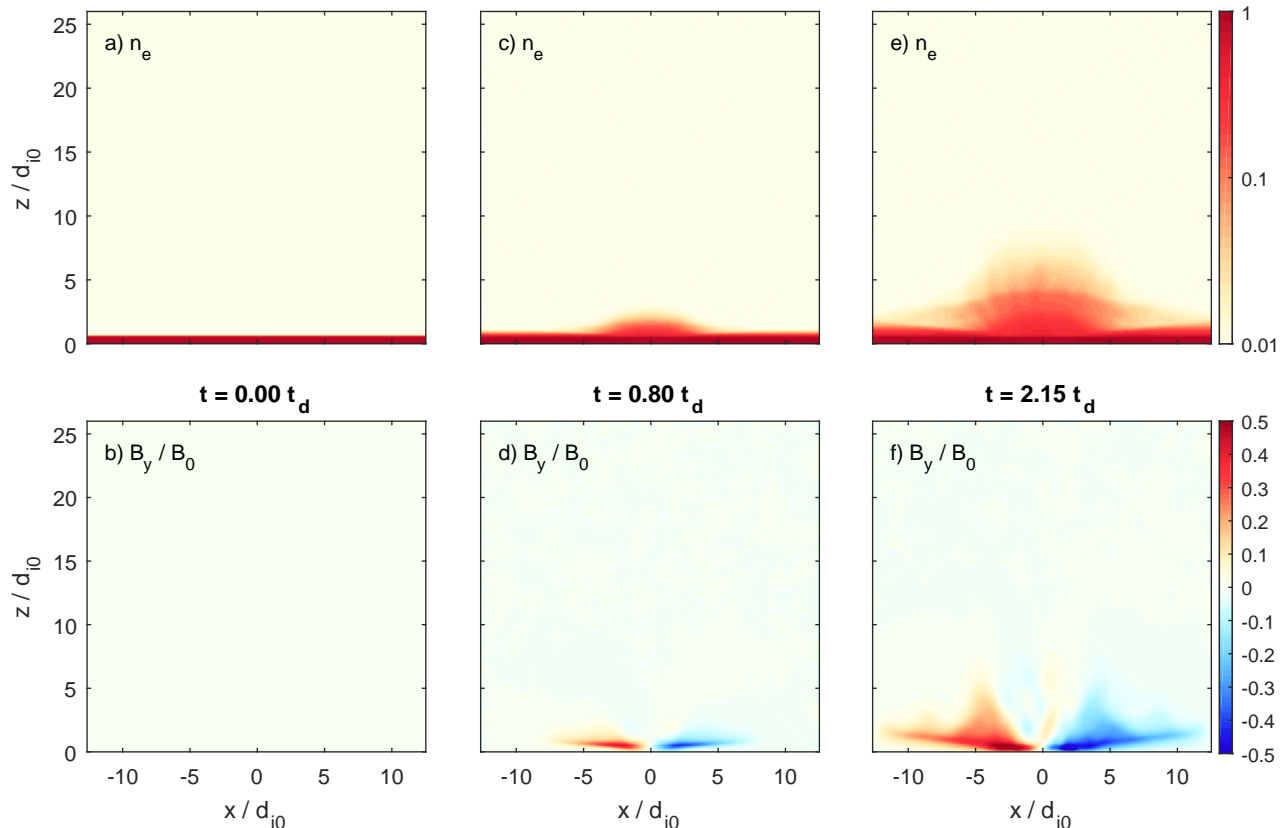 a) n_e
c) n_e
e) n_e
z / d_i0
25
20
15
10
5
0
1
0.1
0.01
t = 0.00 t_d
t = 0.80 t_d
t = 2.15 t_d
b) B_y / B_0
d) B_y / B_0
f) B_y / B_0
z / d_i0
25
20
15
10
5
0
0.5
0.4
0.3
0.2
0.1
0
-0.1
-0.2
-0.3
-0.4
-0.5
-10 -5 0 5 10
-10 -5 0 5 10
-10 -5 0 5 10
x / d_i0
x / d_i0
x / d_i0